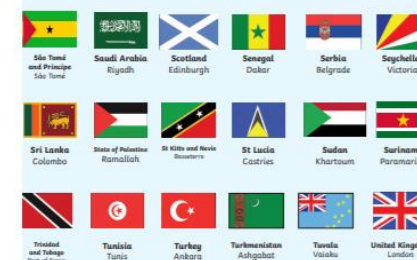 São Tomé
and Príncipe
São Tomé
Saudi Arabia
Riyadh
Scotland
Edinburgh
Senegal
Dakar
Serbia
Belgrade
Seychelle
Victoria
Sri Lanka
Colombo
State of Palestine
Ramallah
St Kitts and Nevis
Basseterre
St Lucia
Castries
Sudan
Khartoum
Surinam
Paramari
Trinidad
and Tobago
Tunisia
Tunis
Turkey
Ankara
Turkmenistan
Ashgabat
Tuvalu
Vaiaku
United King
London